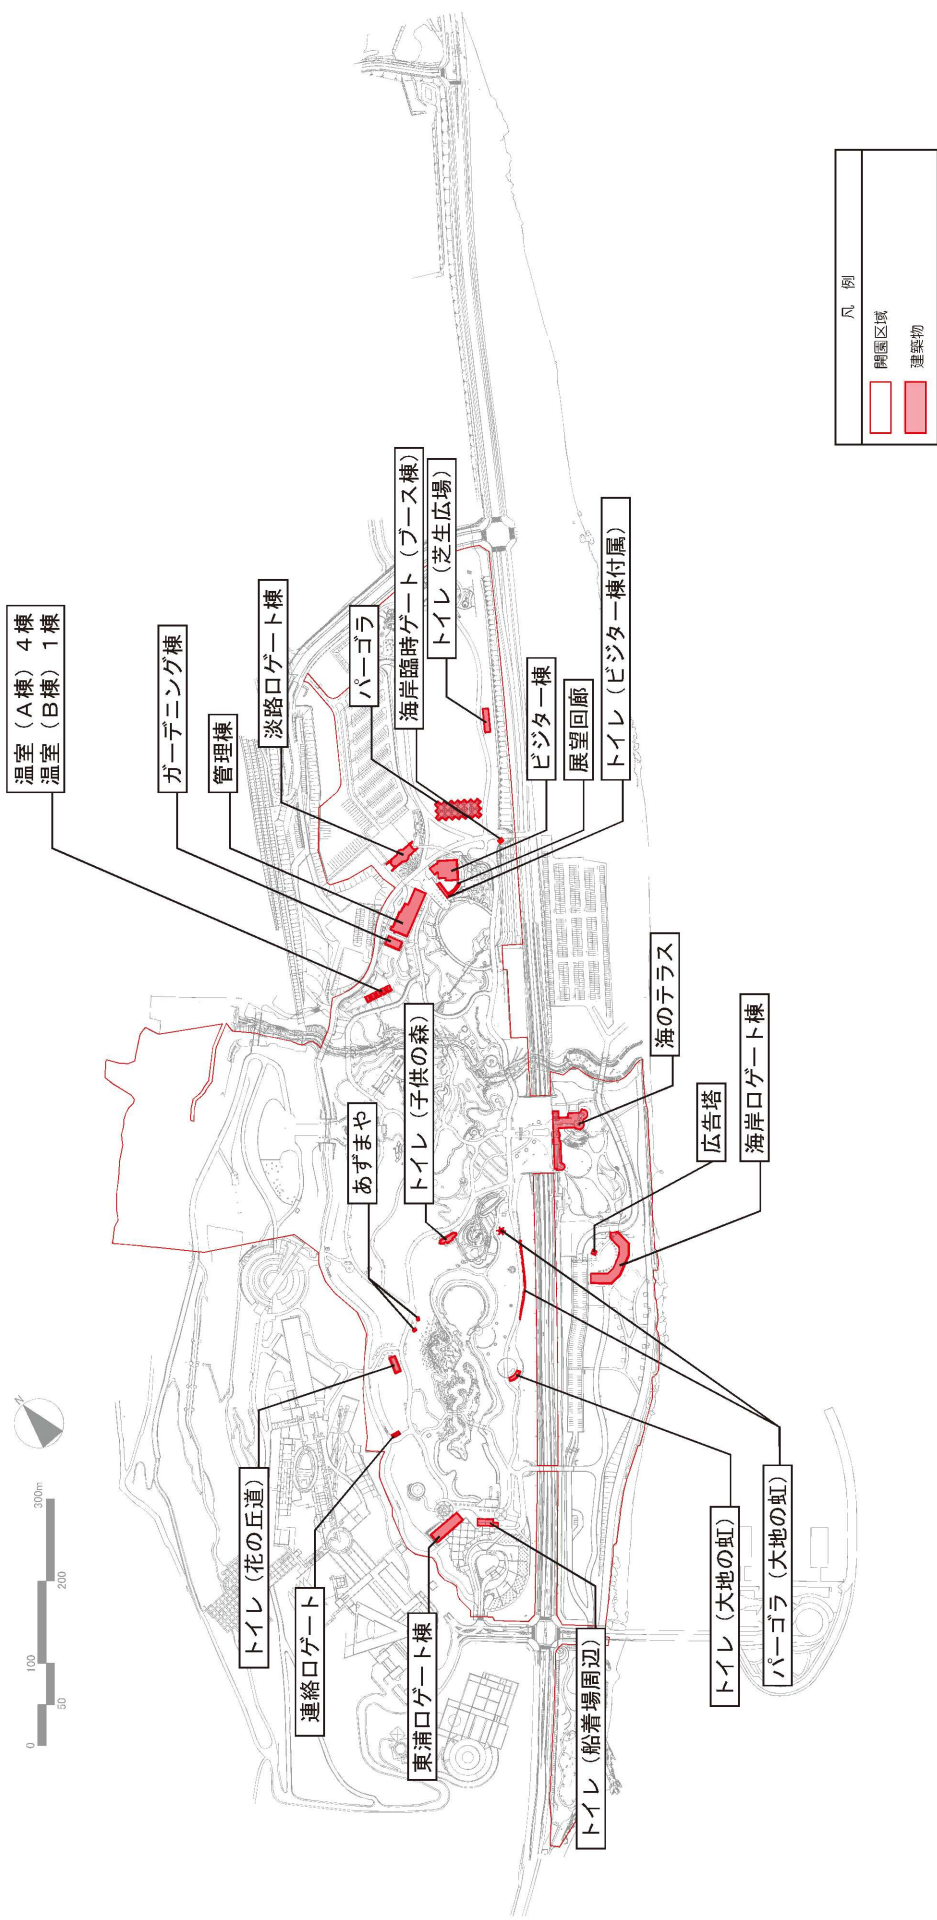 温室（A棟）4棟
温室（B棟）1棟
ガーデニング棟
管理棟
淡路口ゲート棟
パーゴラ
海岸臨時ゲート（ブース棟）
トイレ（芝生広場）
ビジター棟
展望回廊
トイレ（ビジター棟付属）
あずまや
トイレ（子供の森）
海のテラス
広告塔
海岸口ゲート棟
トイレ（花の丘道）
連絡口ゲート
東浦口ゲート棟
トイレ（船着場周辺）
トイレ（大地の虹）
パーゴラ（大地の虹）
0 50 100 200 300m
凡 例
開園区域
建築物